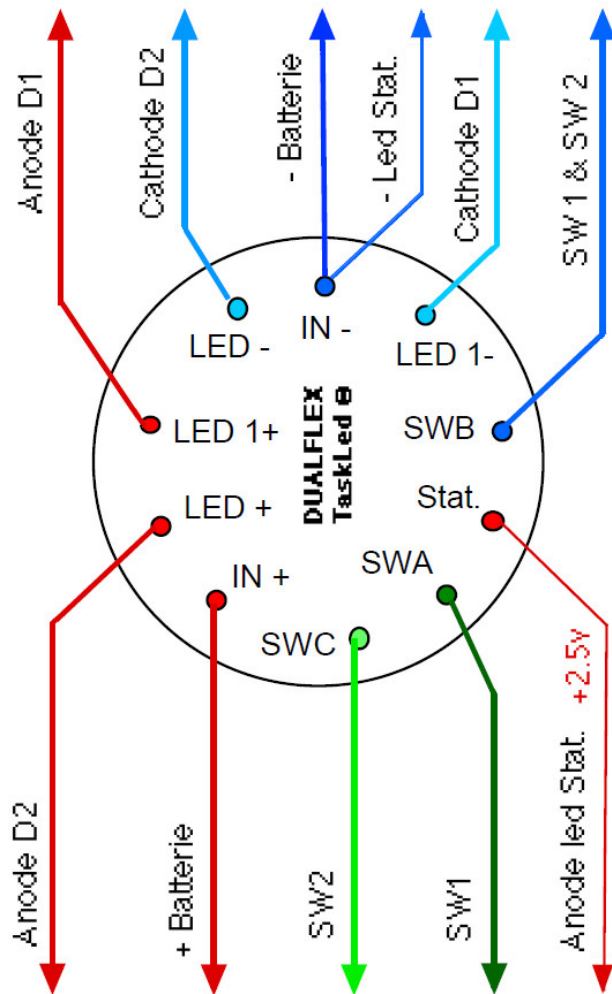 Anode D1
Cathode D2
- Batterie
- Led Stat.
Cathode D1
SW 1 & SW 2
LED -
IN -
LED 1-
LED 1+
DUALFLEX
TaskLed
SWB
LED +
Stat.
IN +
SWA
SWC
Anode D2
+ Batterie
SW2
SW1
Anode led Stat. +2.5v